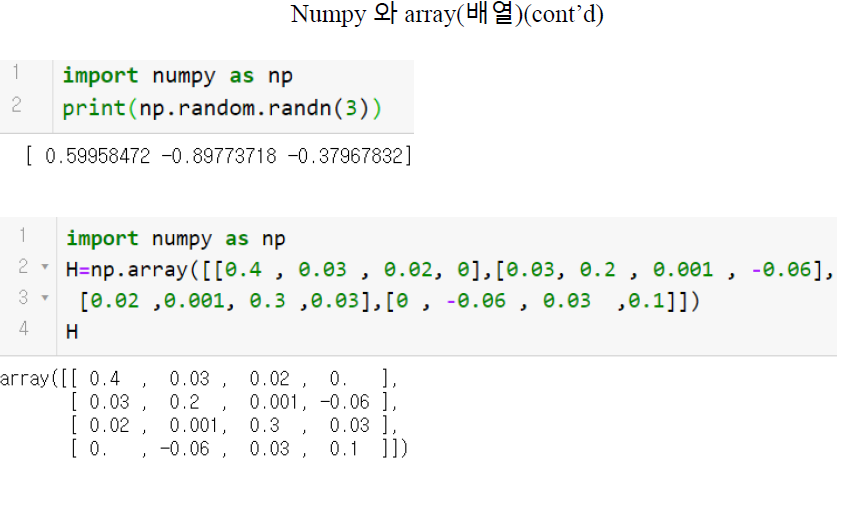 Numpy 와 array(배열)(cont’d)
1 import numpy as np
2 print(np.random.randn(3))
[ 0.59958472 -0.89773718 -0.37967832]
1 import numpy as np
2 H=np.array([[0.4 , 0.03 , 0.02, 0],[0.03, 0.2 , 0.001 , -0.06],
3 [0.02 ,0.001, 0.3 ,0.03],[0 , -0.06 , 0.03  ,0.1]])
4 H
array([[ 0.4  ,  0.03 ,  0.02 ,  0.   ],
[ 0.03 ,  0.2  ,  0.001, -0.06 ],
[ 0.02 ,  0.001,  0.3  ,  0.03 ],
[ 0.   , -0.06 ,  0.03 ,  0.1  ]])